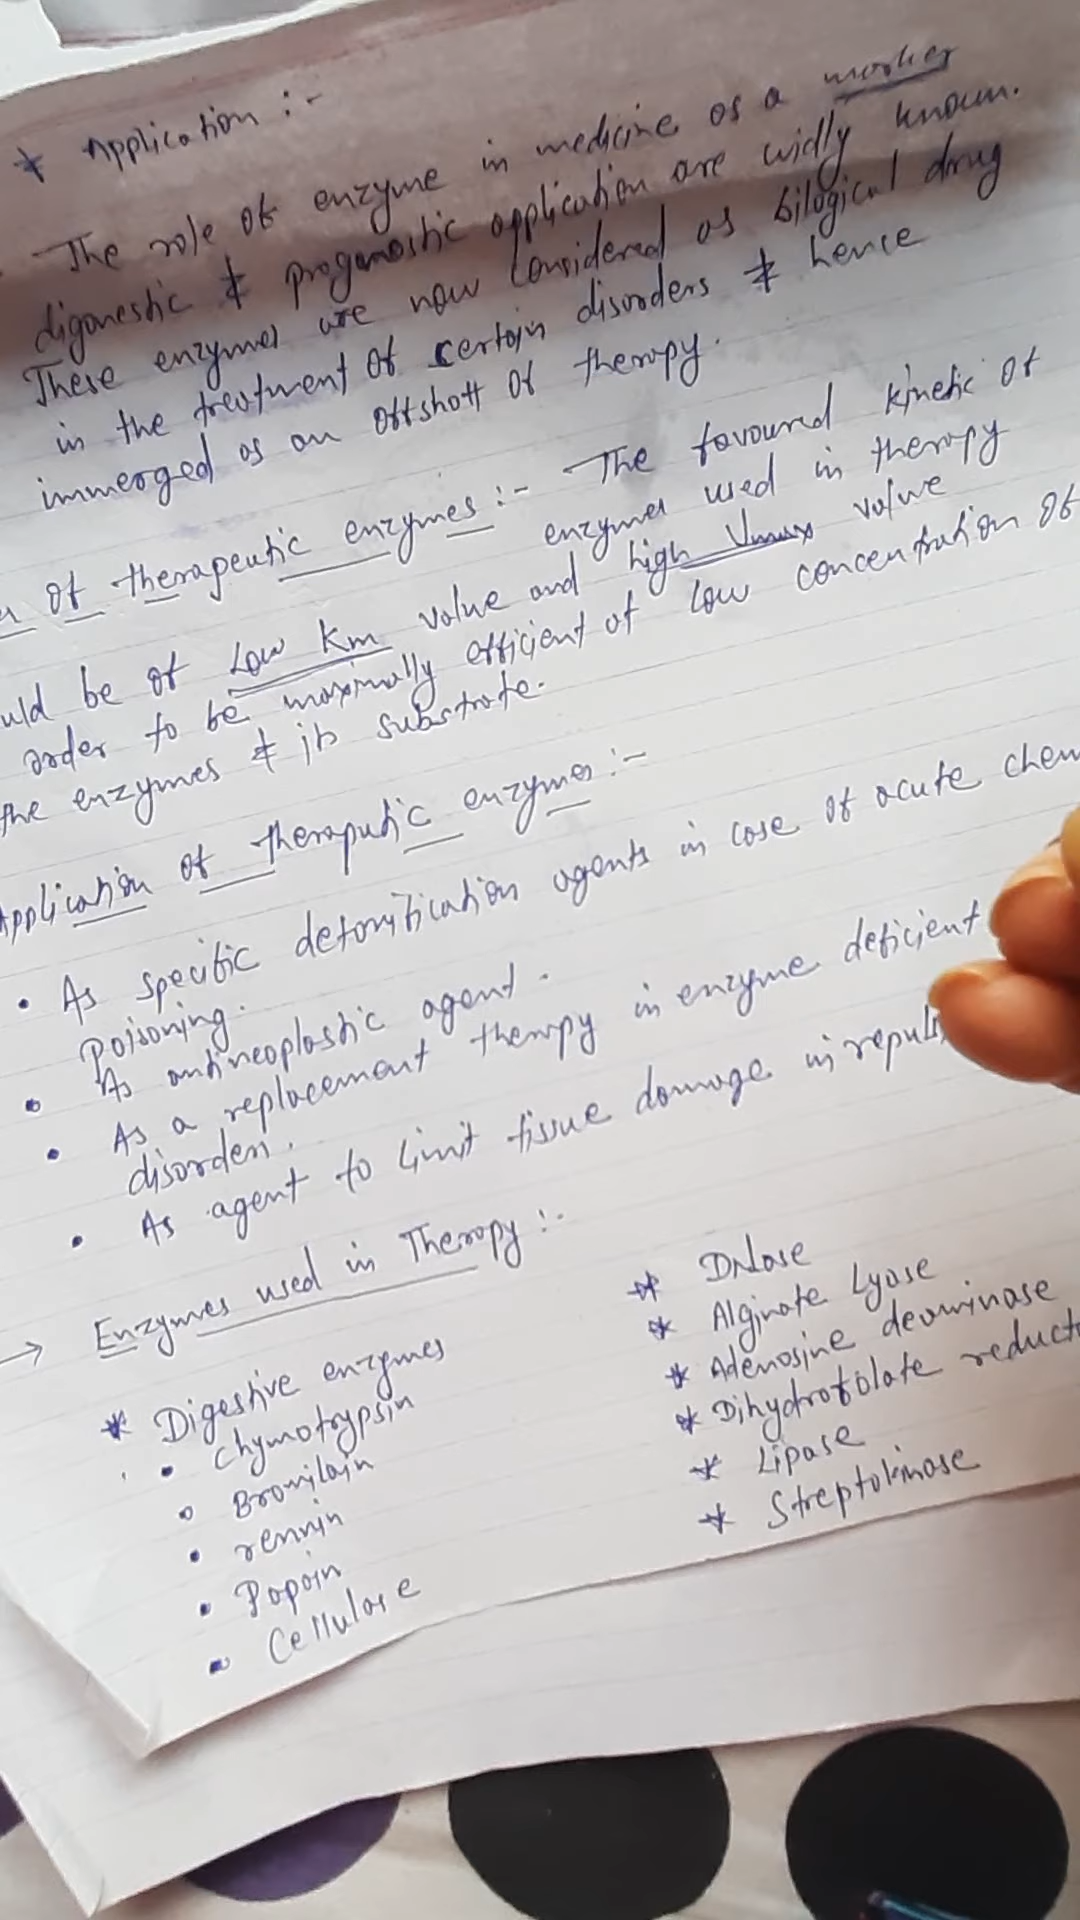 * Application :-
The role of enzyme in medicine as a marker
digonestic & progonostic application are widly known.
These enzymes are now considered as bilogical drug
in the treatment of certain disorders & hence
immerged as an offshott of therapy.
of therapeutic enzymes :- The favoured kinetic of
enzymes used in therapy
uld be of Low Km value and high Vmax value
order to be maximally efficient at low concentration of
the enzymes & its substrate.
Application of theraputic enzymes :-
• As specific detoxification agents in case of acute chem
poisoning.
• As antineoplastic agent.
• As a replacement therapy in enzyme deficient
disorders.
• As agent to limit tissue damage in
→ Enzymes used in Therapy :-
* Digestive enzymes
• Chymotrypsin
• Bromilain
• rennin
• Papain
• Cellulase
* DNase
* Alginate Lyase
* Adenosine deaminase
* Dihydrofolate reduct
* Lipase
* Streptokinase